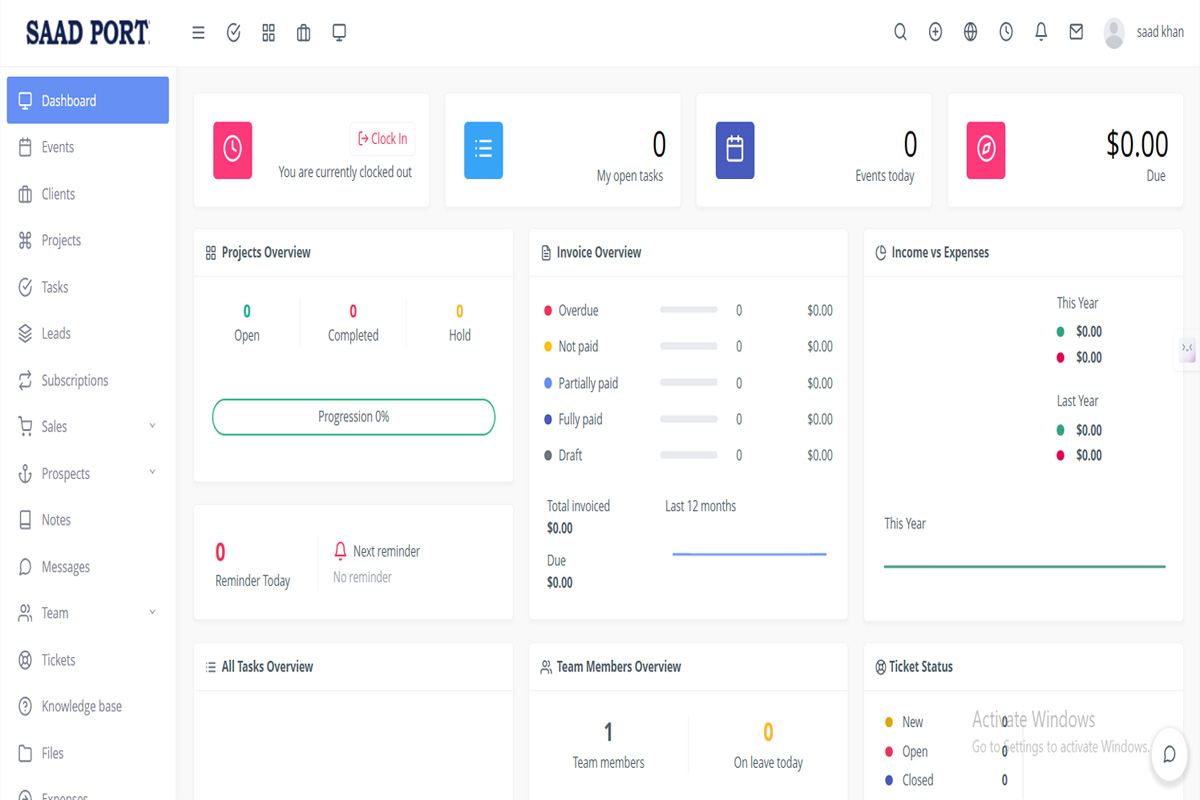 SAAD PORT
saad khan
Dashboard
Events
Clients
Projects
Tasks
Leads
Subscriptions
Sales
Prospects
Notes
Messages
Team
Tickets
Knowledge base
Files
Expenses
Clock In
You are currently clocked out
0
My open tasks
0
Events today
$0.00
Due
Projects Overview
0 0 0
Open Completed Hold
Progression 0%
0
Reminder Today
Next reminder
No reminder
Invoice Overview
Overdue 0 $0.00
Not paid 0 $0.00
Partially paid 0 $0.00
Fully paid 0 $0.00
Draft 0 $0.00
Total invoiced
$0.00
Due
$0.00
Last 12 months
Income vs Expenses
This Year
$0.00
$0.00
Last Year
$0.00
$0.00
This Year
All Tasks Overview
Team Members Overview
1 0
Team members On leave today
Ticket Status
New 0
Open 0
Closed 0
Activate Windows
Go to Settings to activate Windows.